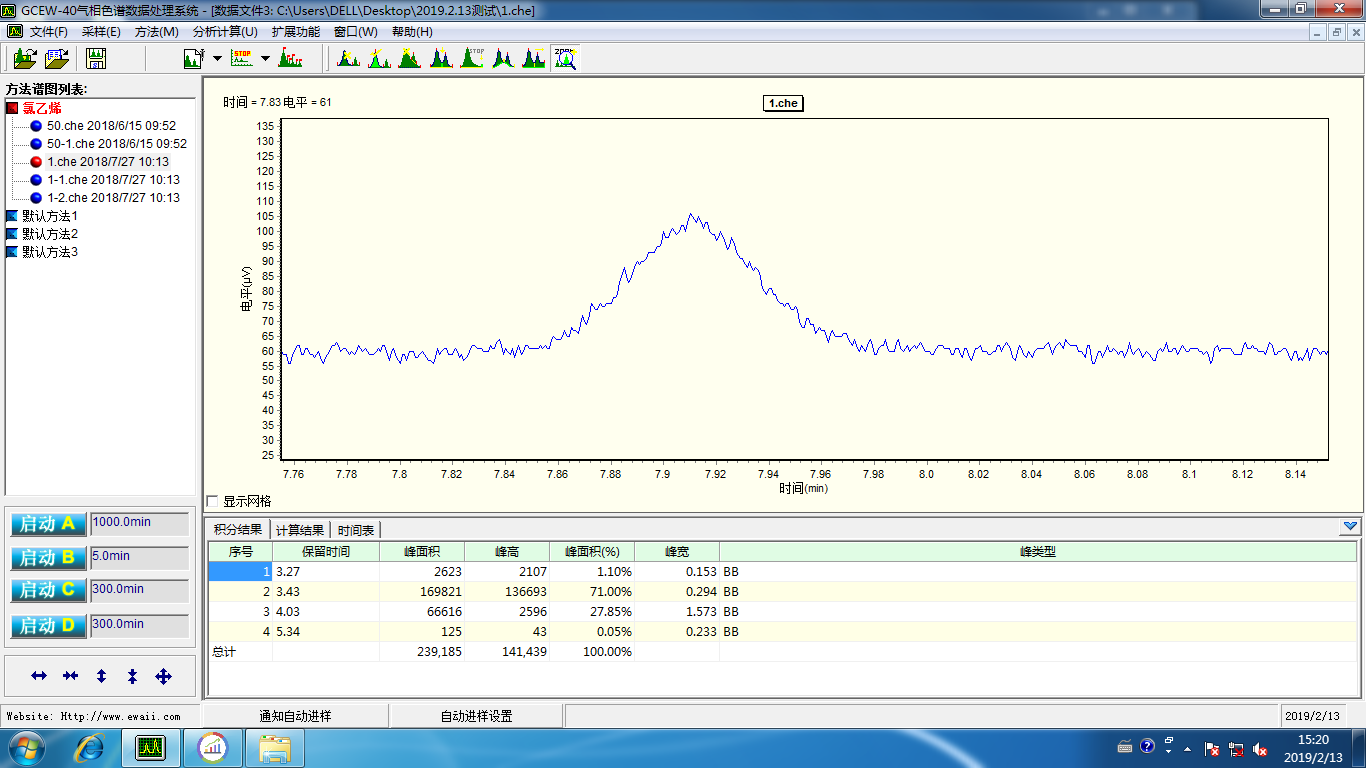 GCEW-40气相色谱数据处理系统 - [数据文件3: C:\Users\DELL\Desktop\2019.2.13测试\1.che]
文件(F) 采样(E) 方法(M) 分析计算(U) 扩展功能 窗口(W) 帮助(H)
方法谱图列表:
氯乙烯
50.che 2018/6/15 09:52
50-1.che 2018/6/15 09:52
1.che 2018/7/27 10:13
1-1.che 2018/7/27 10:13
1-2.che 2018/7/27 10:13
默认方法1
默认方法2
默认方法3
启动 A 1000.0min
启动 B 5.0min
启动 C 300.0min
启动 D 300.0min
时间 = 7.83 电平 = 61
1.che
135
130
125
120
115
110
105
100
95
90
85
80
75
70
65
60
55
50
45
40
35
30
25
电平(μV)
7.76 7.78 7.8 7.82 7.84 7.86 7.88 7.9 7.92 7.94 7.96 7.98 8.0 8.02 8.04 8.06 8.08 8.1 8.12 8.14
时间(min)
显示网格
积分结果 计算结果 时间表
序号 保留时间 峰面积 峰高 峰面积(%) 峰宽 峰类型
1 3.27 2623 2107 1.10% 0.153 BB
2 3.43 169821 136693 71.00% 0.294 BB
3 4.03 66616 2596 27.85% 1.573 BB
4 5.34 125 43 0.05% 0.233 BB
总计 239,185 141,439 100.00%
Website: Http://www.ewaii.com 通知自动进样 自动进样设置 2019/2/13
15:20
2019/2/13